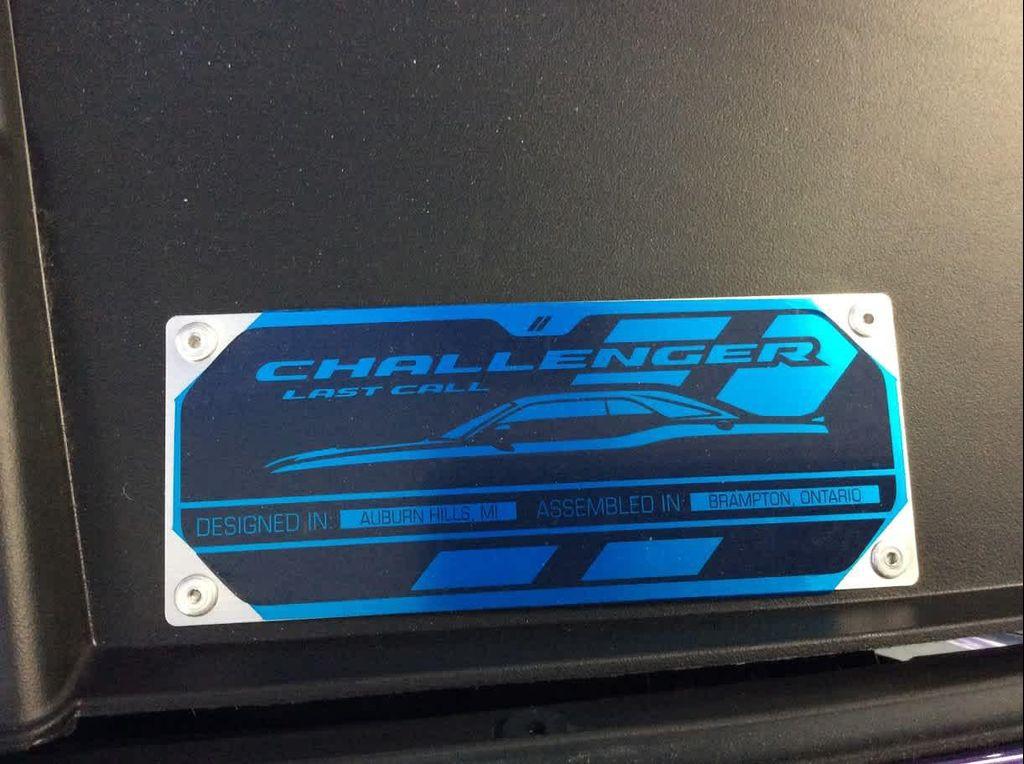 CHALLENGER
LAST CALL
DESIGNED IN: AUBURN HILLS, MI. ASSEMBLED IN: BRAMPTON, ONTARIO